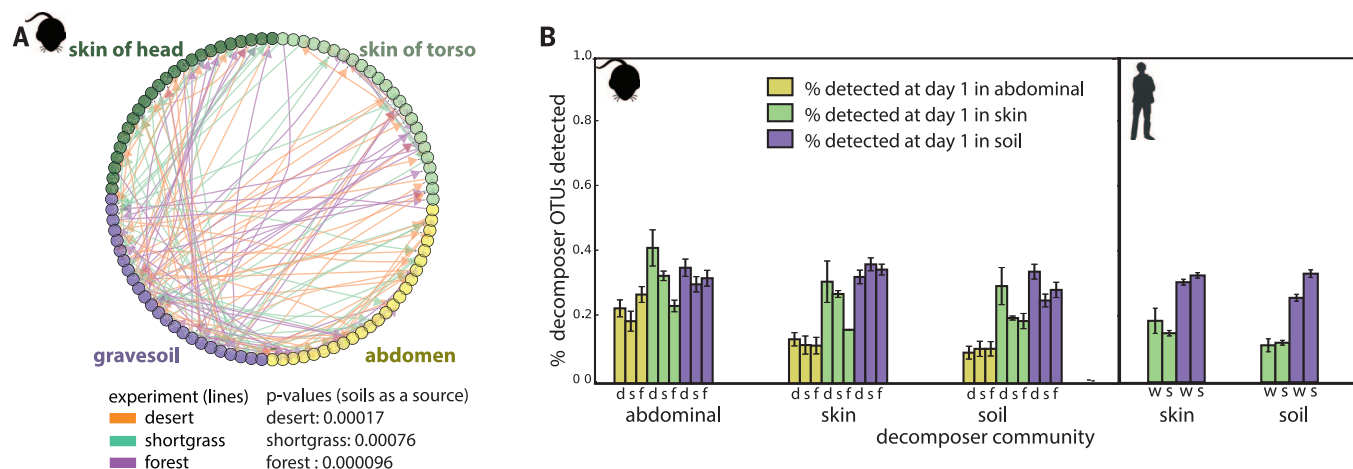 A
skin of head
skin of torso
gravesoil
abdomen
experiment (lines)
desert
shortgrass
forest
p-values (soils as a source)
desert: 0.00017
shortgrass: 0.00076
forest : 0.000096
B
% decomposer OTUs detected
1.0
0.8
0.6
0.4
0.2
0 0
% detected at day 1 in abdominal
% detected at day 1 in skin
% detected at day 1 in soil
d s f d s f d s f
d s f d s f d s f
d s f d s f d s f
w s w s
w s w s
abdominal
skin
soil
skin
soil
decomposer community